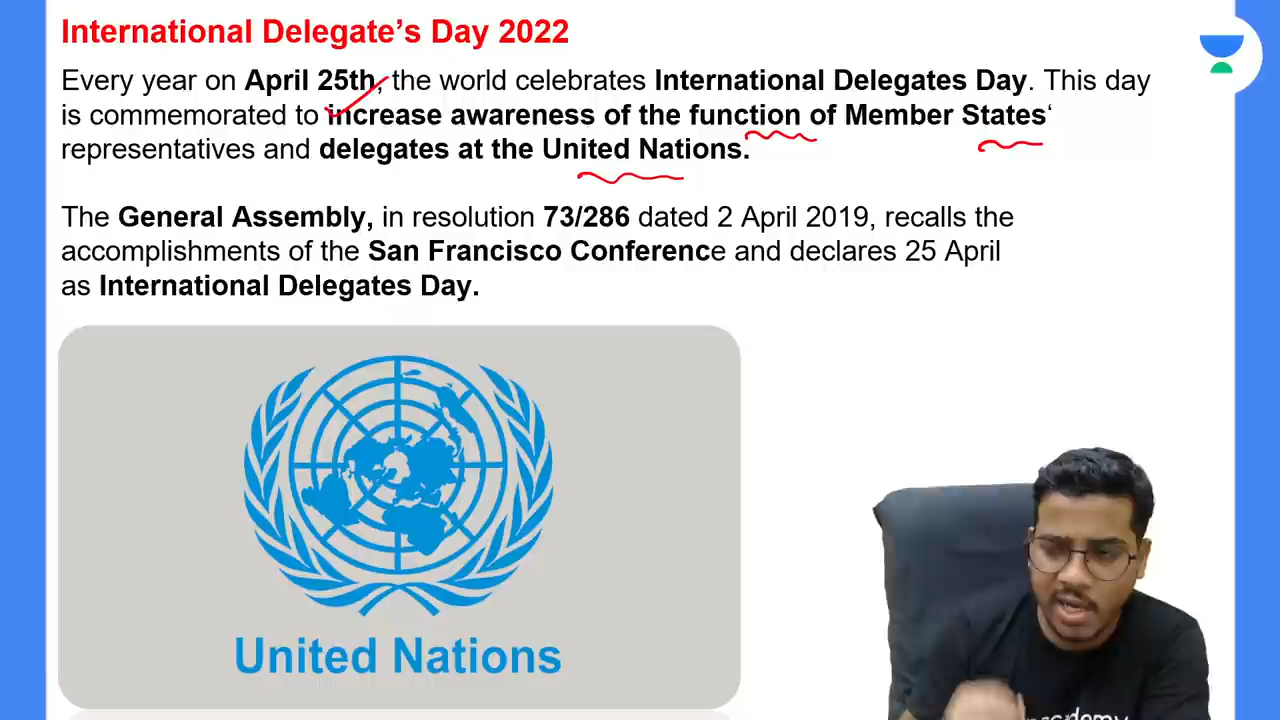 International Delegate's Day 2022
Every year on April 25th, the world celebrates International Delegates Day. This day
is commemorated to increase awareness of the function of Member States‘
representatives and delegates at the United Nations.
The General Assembly, in resolution 73/286 dated 2 April 2019, recalls the
accomplishments of the San Francisco Conference and declares 25 April
as International Delegates Day.
United Nations